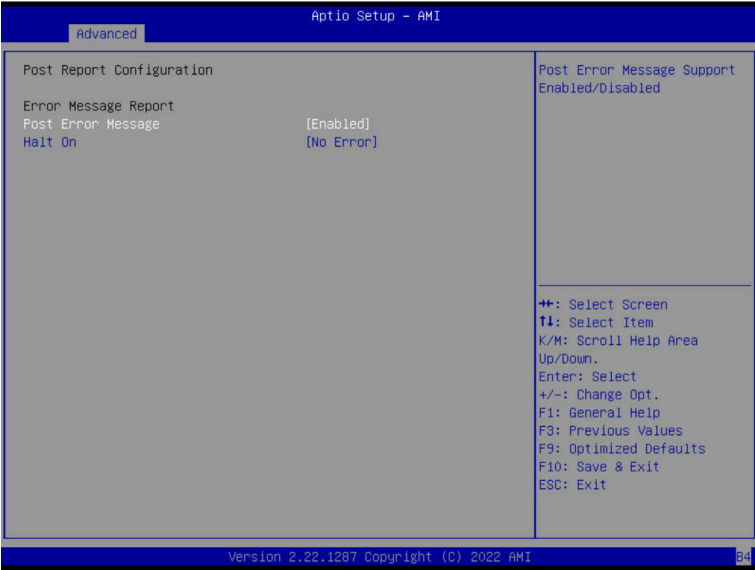 Aptio Setup – AMI
Advanced
Post Report Configuration
Error Message Report
Post Error Message [Enabled]
Halt On [No Error]
Post Error Message Support
Enabled/Disabled
→←: Select Screen
↑↓: Select Item
K/M: Scroll Help Area
Up/Down.
Enter: Select
+/-: Change Opt.
F1: General Help
F3: Previous Values
F9: Optimized Defaults
F10: Save & Exit
ESC: Exit
Version 2.22.1287 Copyright (C) 2022 AMI
B4